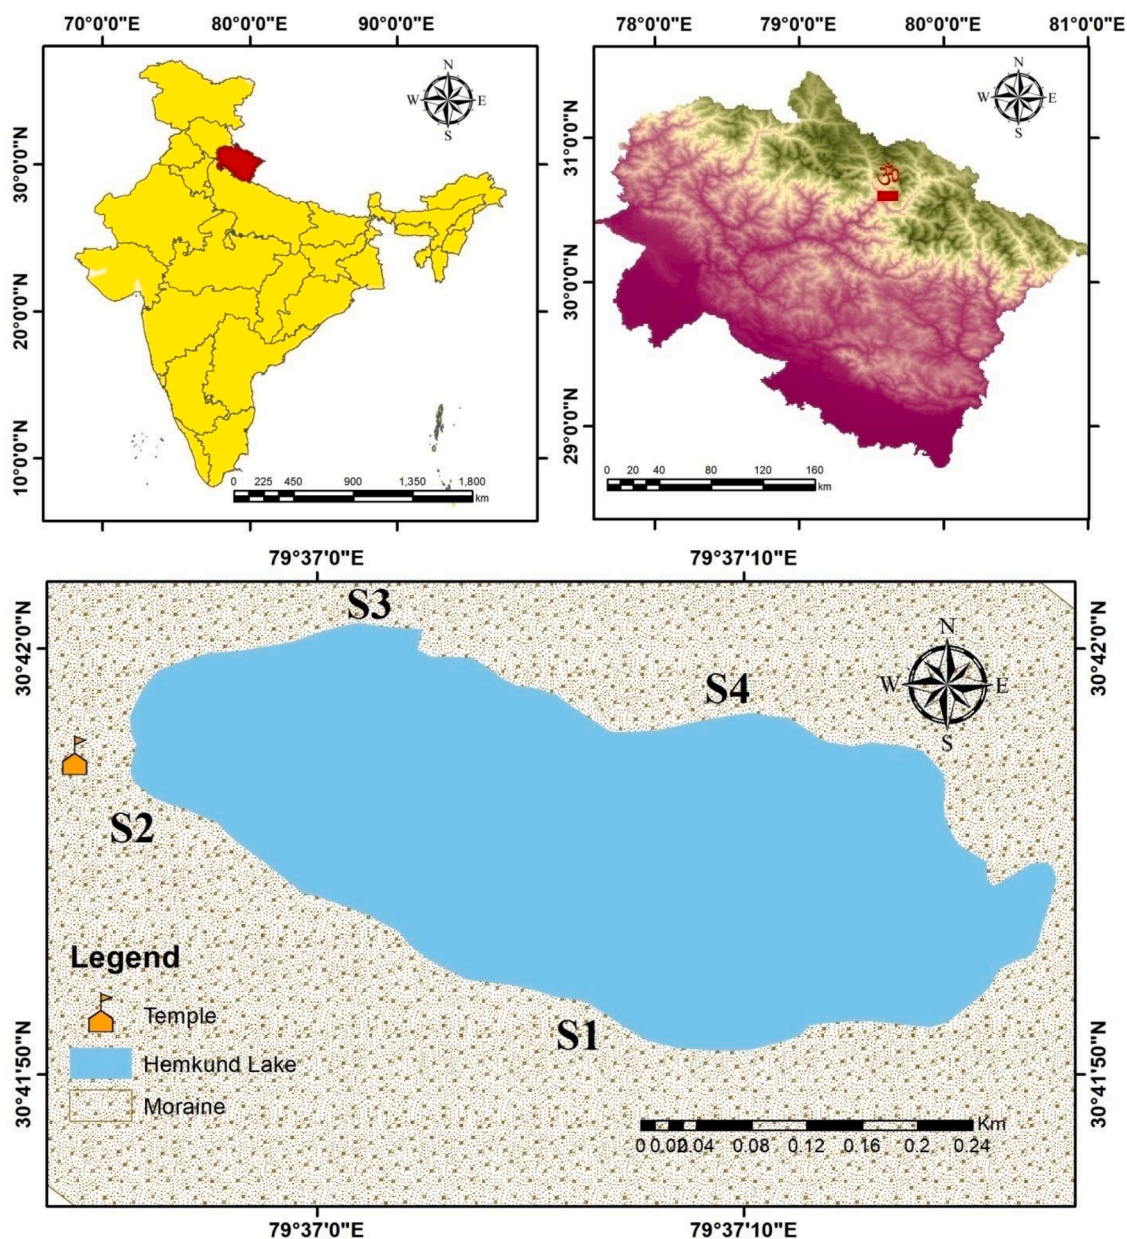 70°0'0"E 80°0'0"E 90°0'0"E
30°0'0"N
20°0'0"N
10°0'0"N
N
W E
S
0 225 450 900 1,350 1,800
km
78°0'0"E 79°0'0"E 80°0'0"E 81°0'0"E
31°0'0"N
30°0'0"N
29°0'0"N
N
W E
S
ॐ
0 20 40 80 120 160
km
79°37'0"E 79°37'10"E
30°42'0"N 30°42'0"N
S3
S4
N
W E
S
S2
S1
Legend
Temple
Hemkund Lake
Moraine
30°41'50"N 30°41'50"N
Km
0 0.02 0.04 0.08 0.12 0.16 0.2 0.24
79°37'0"E 79°37'10"E